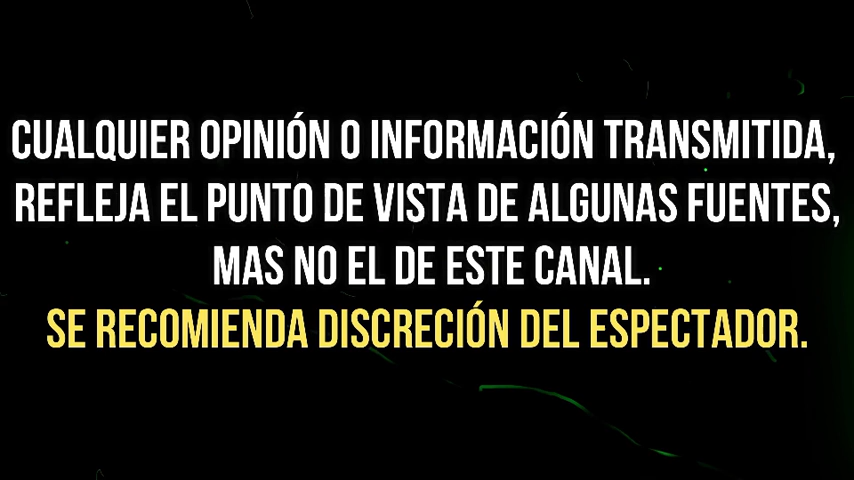 CUALQUIER OPINIÓN O INFORMACIÓN TRANSMITIDA,
REFLEJA EL PUNTO DE VISTA DE ALGUNAS FUENTES,
MAS NO EL DE ESTE CANAL.
SE RECOMIENDA DISCRECIÓN DEL ESPECTADOR.